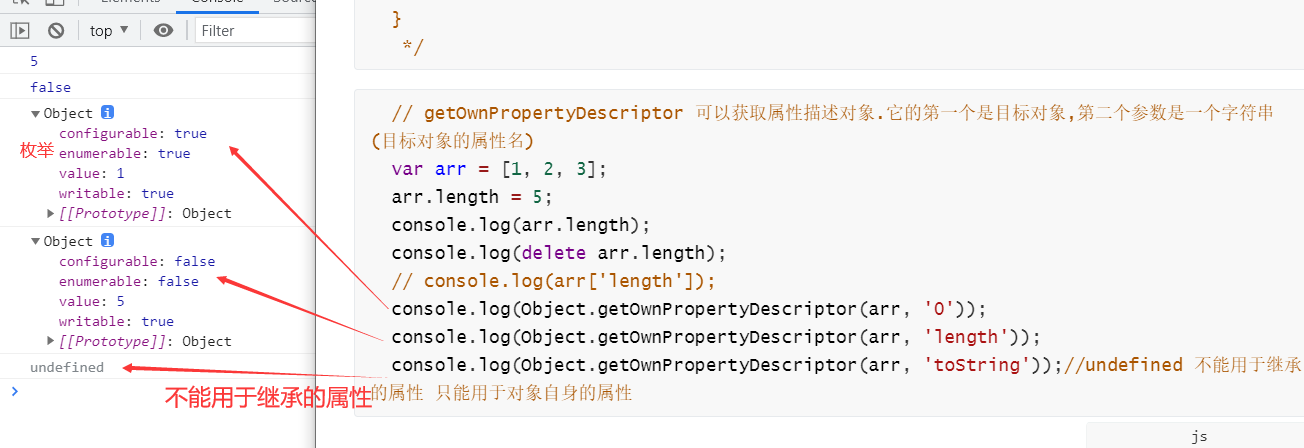 Elements
Console
top
Filter
5
false
Object
configurable: true
枚举
enumerable: true
value: 1
writable: true
[[Prototype]]: Object
Object
configurable: false
enumerable: false
value: 5
writable: true
[[Prototype]]: Object
undefined
不能用于继承的属性
}
*/
// getOwnPropertyDescriptor 可以获取属性描述对象.它的第一个是目标对象,第二个参数是一个字符串
(目标对象的属性名)
var arr = [1, 2, 3];
arr.length = 5;
console.log(arr.length);
console.log(delete arr.length);
// console.log(arr['length']);
console.log(Object.getOwnPropertyDescriptor(arr, '0'));
console.log(Object.getOwnPropertyDescriptor(arr, 'length'));
console.log(Object.getOwnPropertyDescriptor(arr, 'toString'));//undefined 不能用于继承
的属性 只能用于对象自身的属性
js